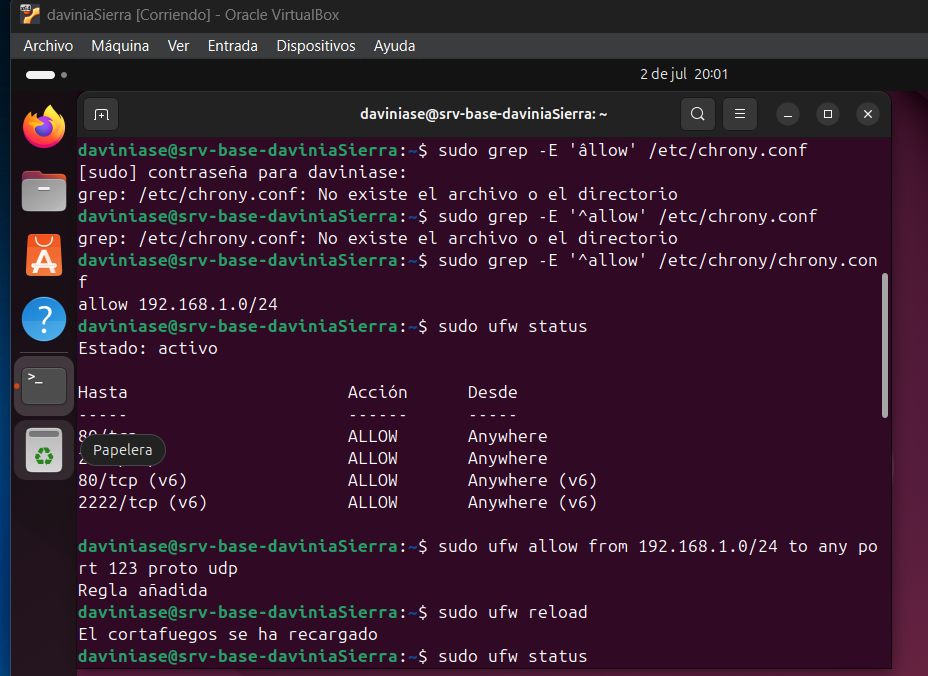 daviniaSierra [Corriendo] - Oracle VirtualBox
Archivo Máquina Ver Entrada Dispositivos Ayuda
2 de jul 20:01
daviniase@srv-base-daviniaSierra: ~
daviniase@srv-base-daviniaSierra:~$ sudo grep -E 'âllow' /etc/chrony.conf
[sudo] contraseña para daviniase:
grep: /etc/chrony.conf: No existe el archivo o el directorio
daviniase@srv-base-daviniaSierra:~$ sudo grep -E '^allow' /etc/chrony.conf
grep: /etc/chrony.conf: No existe el archivo o el directorio
daviniase@srv-base-daviniaSierra:~$ sudo grep -E '^allow' /etc/chrony/chrony.con
f
allow 192.168.1.0/24
daviniase@srv-base-daviniaSierra:~$ sudo ufw status
Estado: activo
Hasta Acción Desde
----- ------ -----
80/tcp ALLOW Anywhere
Papelera
ALLOW Anywhere
80/tcp (v6) ALLOW Anywhere (v6)
2222/tcp (v6) ALLOW Anywhere (v6)
daviniase@srv-base-daviniaSierra:~$ sudo ufw allow from 192.168.1.0/24 to any po
rt 123 proto udp
Regla añadida
daviniase@srv-base-daviniaSierra:~$ sudo ufw reload
El cortafuegos se ha recargado
daviniase@srv-base-daviniaSierra:~$ sudo ufw status